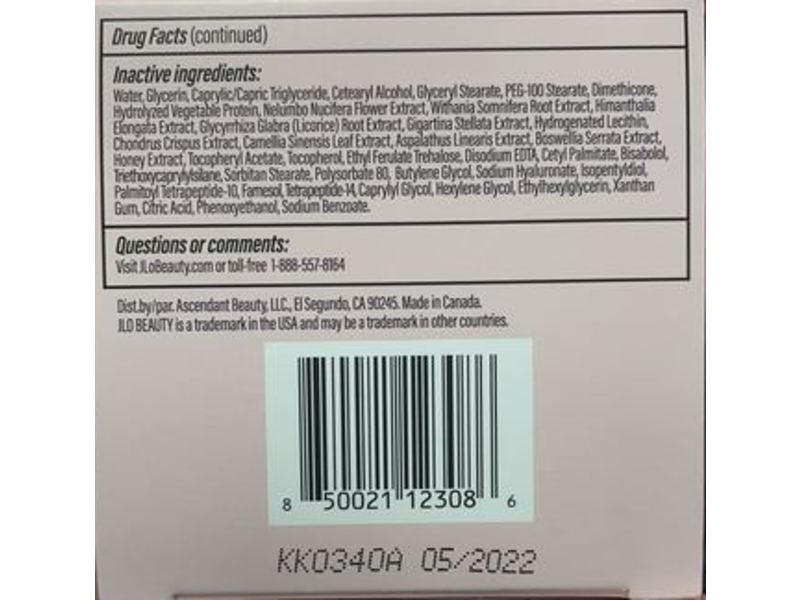 Drug Facts (continued)
Inactive ingredients:
Water, Glycerin, Caprylic/Capric Triglyceride, Cetearyl Alcohol, Glyceryl Stearate, PEG-100 Stearate, Dimethicone,
Hydrolyzed Vegetable Protein, Nelumbo Nucifera Flower Extract, Withania Somnifera Root Extract, Himanthalia
Elongata Extract, Glycyrrhiza Glabra (Licorice) Root Extract, Gigartina Stellata Extract, Hydrogenated Lecithin,
Chondrus Crispus Extract, Camellia Sinensis Leaf Extract, Aspalathus Linearis Extract, Boswellia Serrata Extract,
Honey Extract, Tocopheryl Acetate, Tocopherol, Ethyl Ferulate Trehalose, Disodium EDTA, Cetyl Palmitate, Bisabolol,
Triethoxycaprylylsilane, Sorbitan Stearate, Polysorbate 80, Butylene Glycol, Sodium Hyaluronate, Isopentyldiol,
Palmitoyl Tetrapeptide-10, Farnesol, Tetrapeptide-14, Caprylyl Glycol, Hexylene Glycol, Ethylhexylglycerin, Xanthan
Gum, Citric Acid, Phenoxyethanol, Sodium Benzoate.
Questions or comments:
Visit JLoBeauty.com or toll-free 1-888-557-8164
Dist.by/par. Ascendant Beauty, LLC., El Segundo, CA 90245. Made in Canada.
JLO BEAUTY is a trademark in the USA and may be a trademark in other countries.
8 50021 12308 6
KK0340A 05/2022